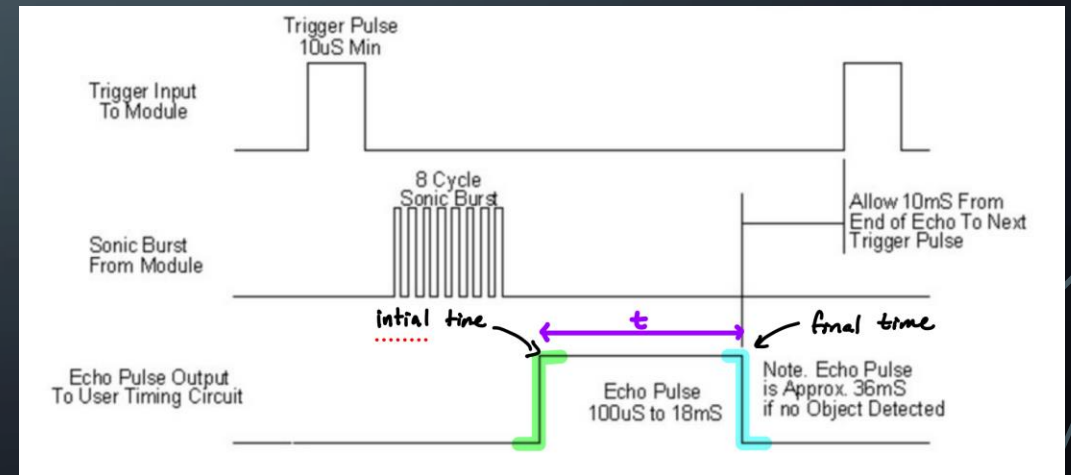 Trigger Pulse
10uS Min
Trigger Input
To Module
8 Cycle
Sonic Burst
Allow 10mS From
End of Echo To Next
Trigger Pulse
Sonic Burst
From Module
intial time
t
final time
Echo Pulse Output
To User Timing Circuit
Echo Pulse
100uS to 18mS
Note. Echo Pulse
is Approx. 36mS
if no Object Detected